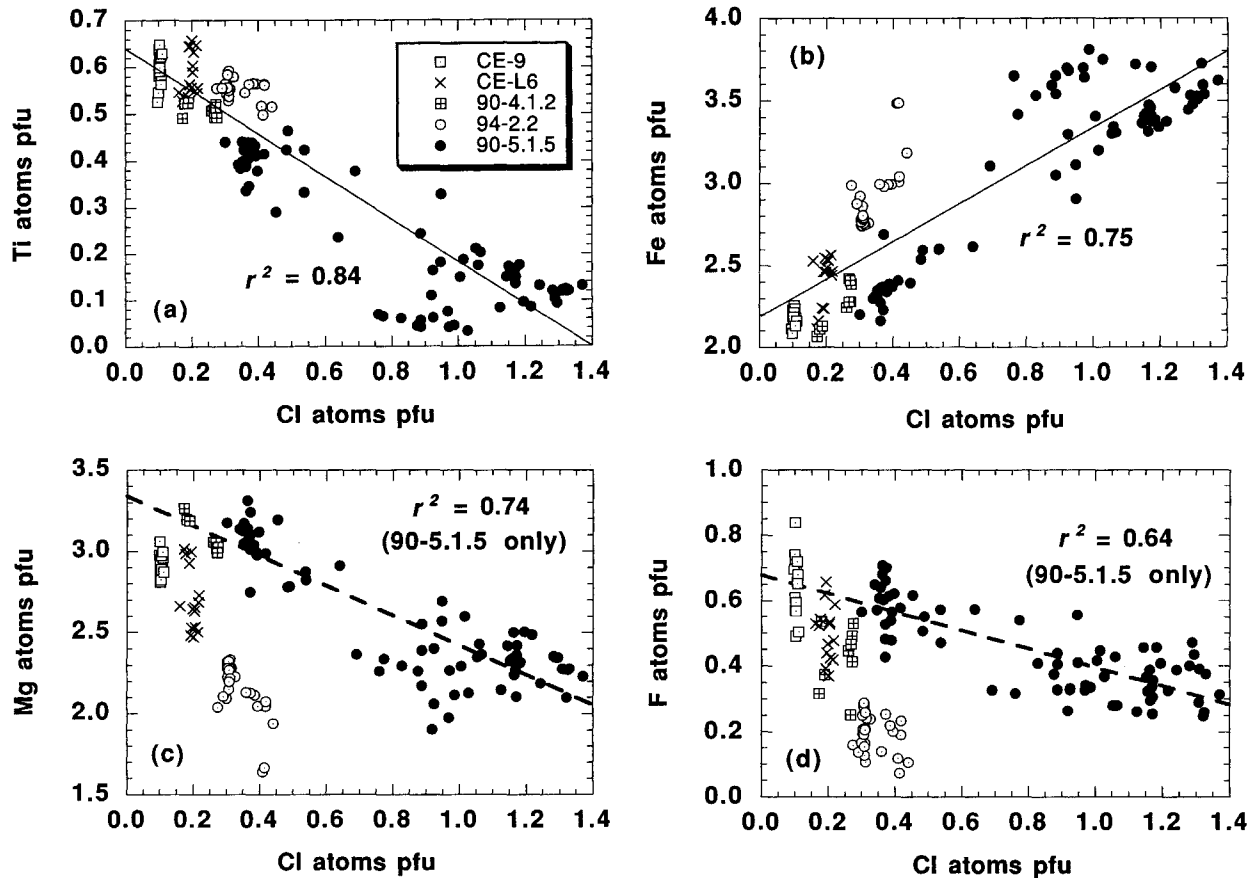 0.7
0.6
0.5
0.4
0.3
0.2
0.1
0.0
Ti atoms pfu
CE-9
CE-L6
90-4.1.2
94-2.2
90-5.1.5
r² = 0.84
(a)
0.0 0.2 0.4 0.6 0.8 1.0 1.2 1.4
Cl atoms pfu
4.0
3.5
3.0
2.5
2.0
Fe atoms pfu
(b)
r² = 0.75
0.0 0.2 0.4 0.6 0.8 1.0 1.2 1.4
Cl atoms pfu
3.5
3.0
2.5
2.0
1.5
Mg atoms pfu
r² = 0.74
(90-5.1.5 only)
(c)
0.0 0.2 0.4 0.6 0.8 1.0 1.2 1.4
Cl atoms pfu
1.0
0.8
0.6
0.4
0.2
0.0
F atoms pfu
r² = 0.64
(90-5.1.5 only)
(d)
0.0 0.2 0.4 0.6 0.8 1.0 1.2 1.4
Cl atoms pfu